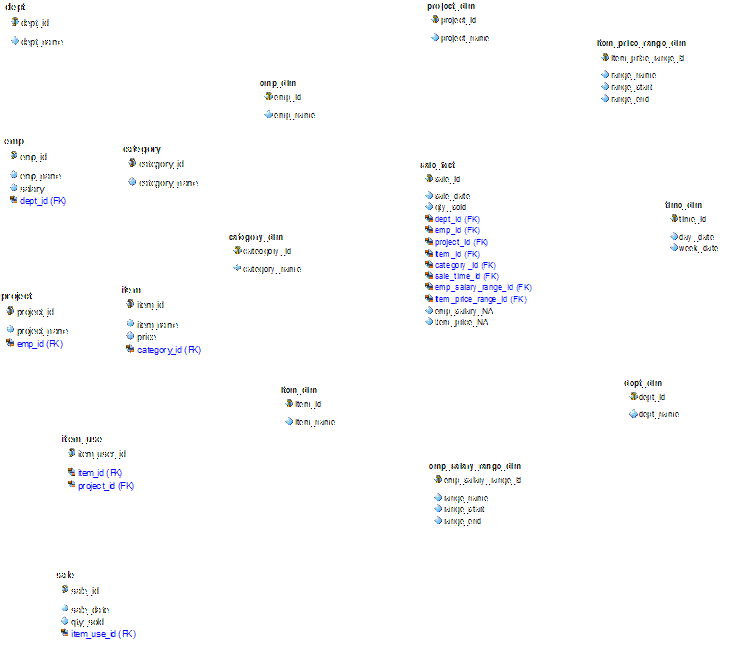 dept
dept_id
dept_name
project_dim
project_id
project_name
item_price_range_dim
item_price_range_id
range_name
range_start
range_end
emp_dim
emp_id
emp_name
emp
emp_id
emp_name
salary
dept_id (FK)
category
category_id
category_name
sale_fact
sale_id
sale_date
qty_sold
dept_id (FK)
emp_id (FK)
project_id (FK)
item_id (FK)
category_id (FK)
sale_time_id (FK)
emp_salary_range_id (FK)
item_price_range_id (FK)
emp_salary_NA
item_price_NA
time_dim
time_id
day_date
week_date
category_dim
category_id
category_name
project
project_id
project_name
emp_id (FK)
item
item_id
item_name
price
category_id (FK)
item_dim
item_id
item_name
dept_dim
dept_id
dept_name
item_use
item_user_id
item_id (FK)
project_id (FK)
emp_salary_range_dim
emp_salary_range_id
range_name
range_start
range_end
sale
qty_sold
item_use_id (FK)